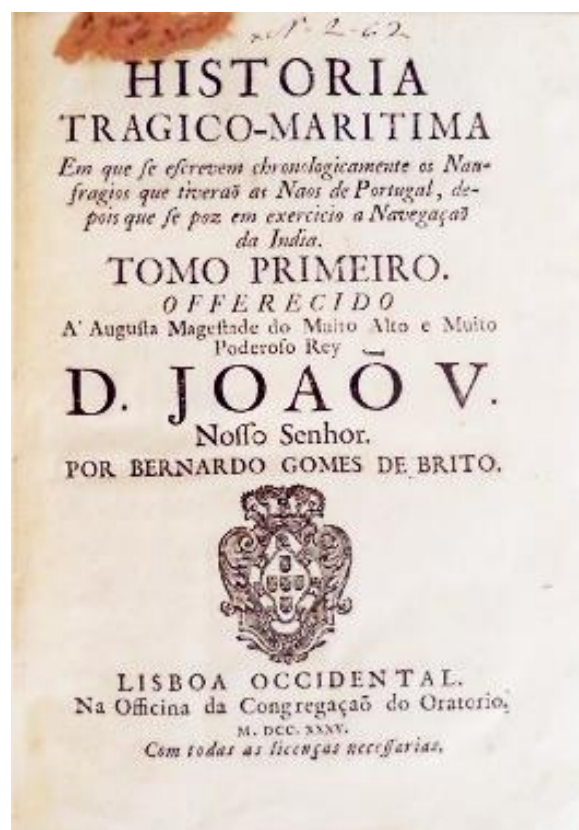 Nº 2-62
HISTORIA
TRAGICO-MARITIMA
Em que ſe eſcrevem chronologicamente os Nau-
fragios que tiveraõ as Naos de Portugal, de-
pois que ſe poz em exercicio a Navegaçaõ
da India.
TOMO PRIMEIRO.
OFFERECIDO
A' Auguſta Mageſtade do Muito Alto e Muito
Poderoſo Rey
D. JOAÕ V.
Noſſo Senhor.
POR BERNARDO GOMES DE BRITO.
LISBOA OCCIDENTAL.
Na Officina da Congregaçaõ do Oratorio.
M. DCC. XXXV.
Com todas as licenças neceſſarias.